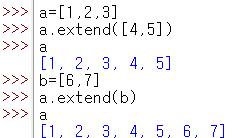 >>> a=[1,2,3]
>>> a.extend([4,5])
>>> a
[1, 2, 3, 4, 5]
>>> b=[6,7]
>>> a.extend(b)
>>> a
[1, 2, 3, 4, 5, 6, 7]